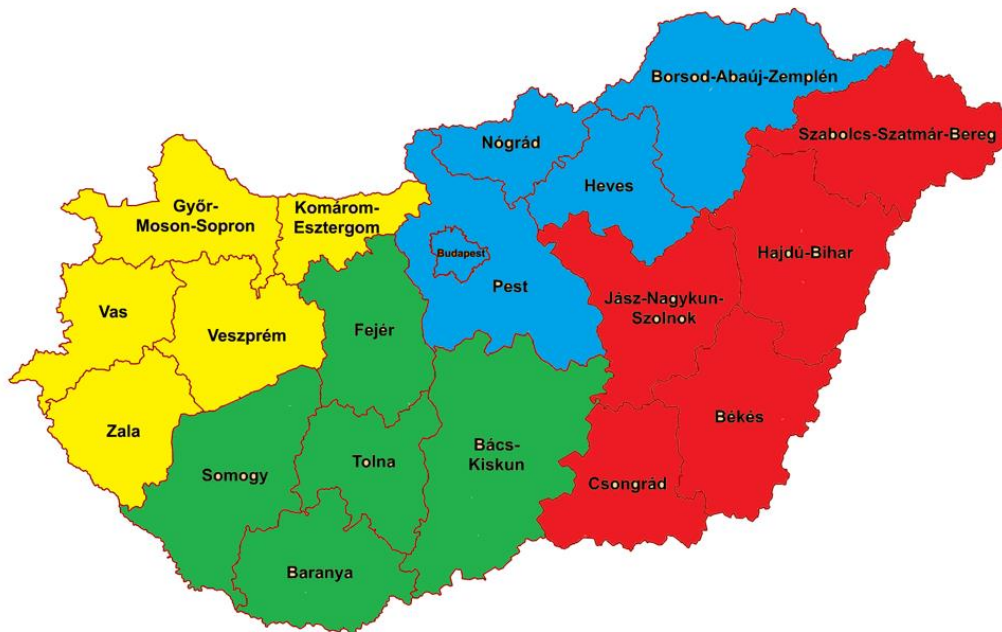 Borsod-Abaúj-Zemplén
Szabolcs-Szatmár-Bereg
Nógrád
Heves
Győr-
Moson-Sopron
Komárom-
Esztergom
Budapest
Hajdú-Bihar
Pest
Jász-Nagykun-
Szolnok
Vas
Veszprém
Fejér
Zala
Békés
Somogy
Tolna
Bács-
Kiskun
Csongrád
Baranya